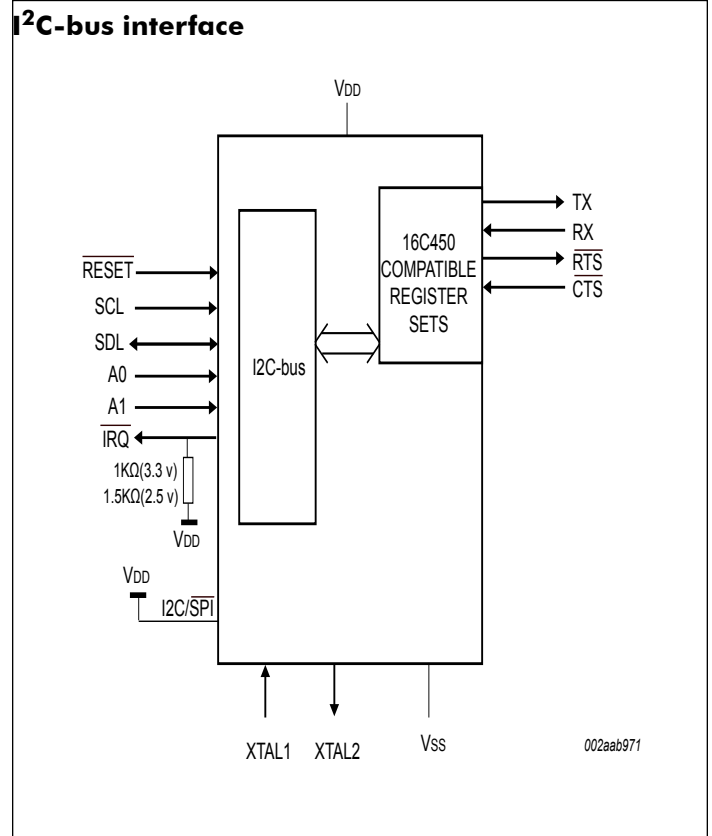 I²C-bus interface
VDD
TX
RX
RTS
CTS
16C450
COMPATIBLE
REGISTER
SETS
RESET
SCL
SDL
A0
A1
IRQ
I2C-bus
1KΩ(3.3 v)
1.5KΩ(2.5 v)
VDD
VDD
I2C/SPI
XTAL1
XTAL2
VSS
002aab971